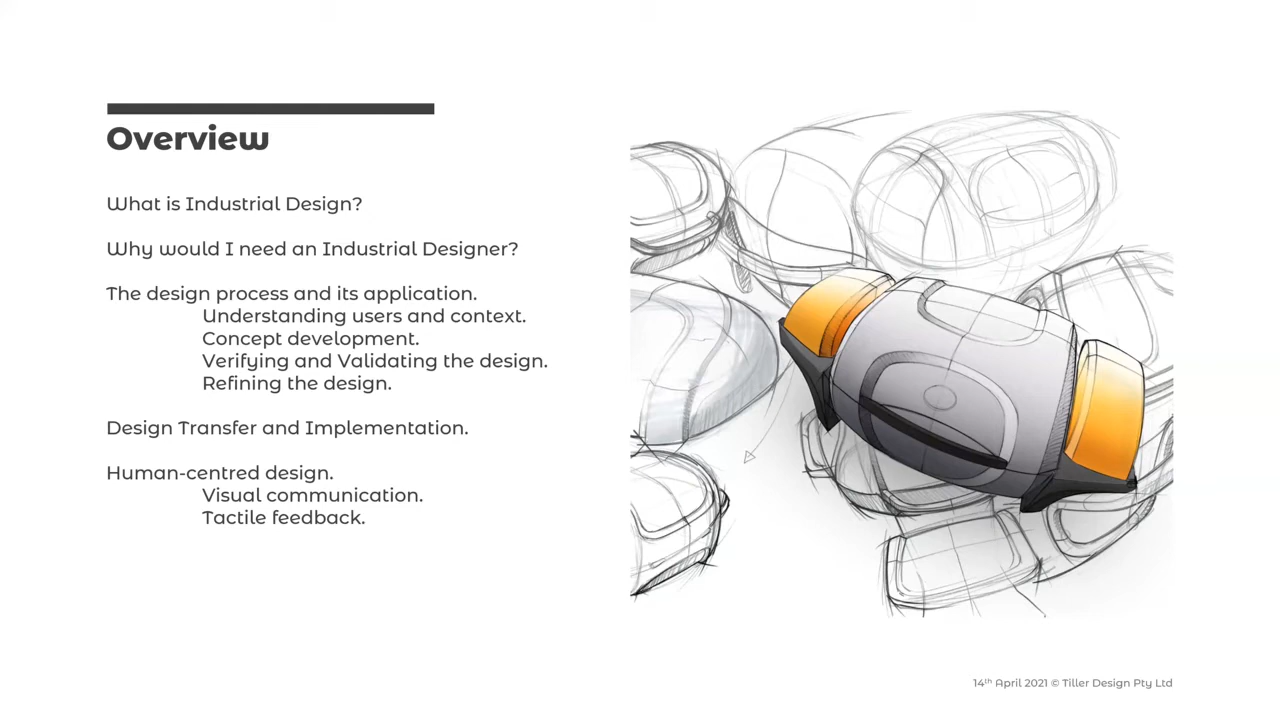 Overview
What is Industrial Design?
Why would I need an Industrial Designer?
The design process and its application.
Understanding users and context.
Concept development.
Verifying and Validating the design.
Refining the design.
Design Transfer and Implementation.
Human-centred design.
Visual communication.
Tactile feedback.
14th April 2021 © Tiller Design Pty Ltd